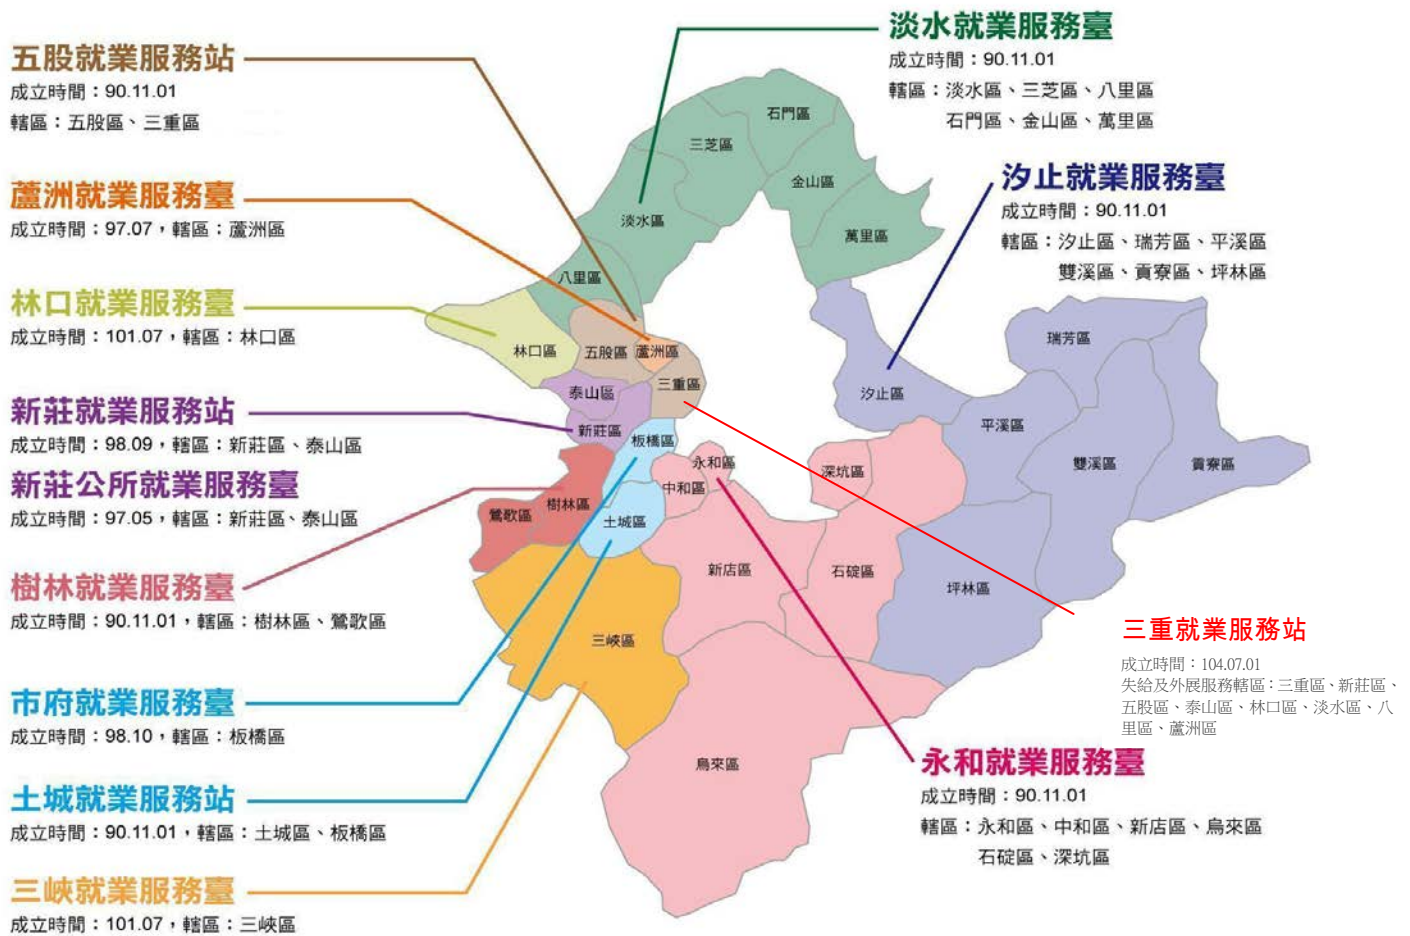 五股就業服務站
成立時間：90.11.01
轄區：五股區、三重區
蘆洲就業服務臺
成立時間：97.07，轄區：蘆洲區
林口就業服務臺
成立時間：101.07，轄區：林口區
新莊就業服務站
成立時間：98.09，轄區：新莊區、泰山區
新莊公所就業服務臺
成立時間：97.05，轄區：新莊區、泰山區
樹林就業服務臺
成立時間：90.11.01，轄區：樹林區、鶯歌區
市府就業服務臺
成立時間：98.10，轄區：板橋區
土城就業服務站
成立時間：90.11.01，轄區：土城區、板橋區
三峽就業服務臺
成立時間：101.07，轄區：三峽區
石門區
三芝區
金山區
淡水區
萬里區
八里區
林口區
五股區
蘆洲區
三重區
泰山區
新莊區
板橋區
永和區
中和區
樹林區
鶯歌區
土城區
三峽區
新店區
深坑區
石碇區
烏來區
汐止區
瑞芳區
平溪區
雙溪區
貢寮區
坪林區
淡水就業服務臺
成立時間：90.11.01
轄區：淡水區、三芝區、八里區
石門區、金山區、萬里區
汐止就業服務臺
成立時間：90.11.01
轄區：汐止區、瑞芳區、平溪區
雙溪區、貢寮區、坪林區
三重就業服務站
成立時間：104.07.01
失給及外展服務轄區：三重區、新莊區、
五股區、泰山區、林口區、淡水區、八
里區、蘆洲區
永和就業服務臺
成立時間：90.11.01
轄區：永和區、中和區、新店區、烏來區
石碇區、深坑區